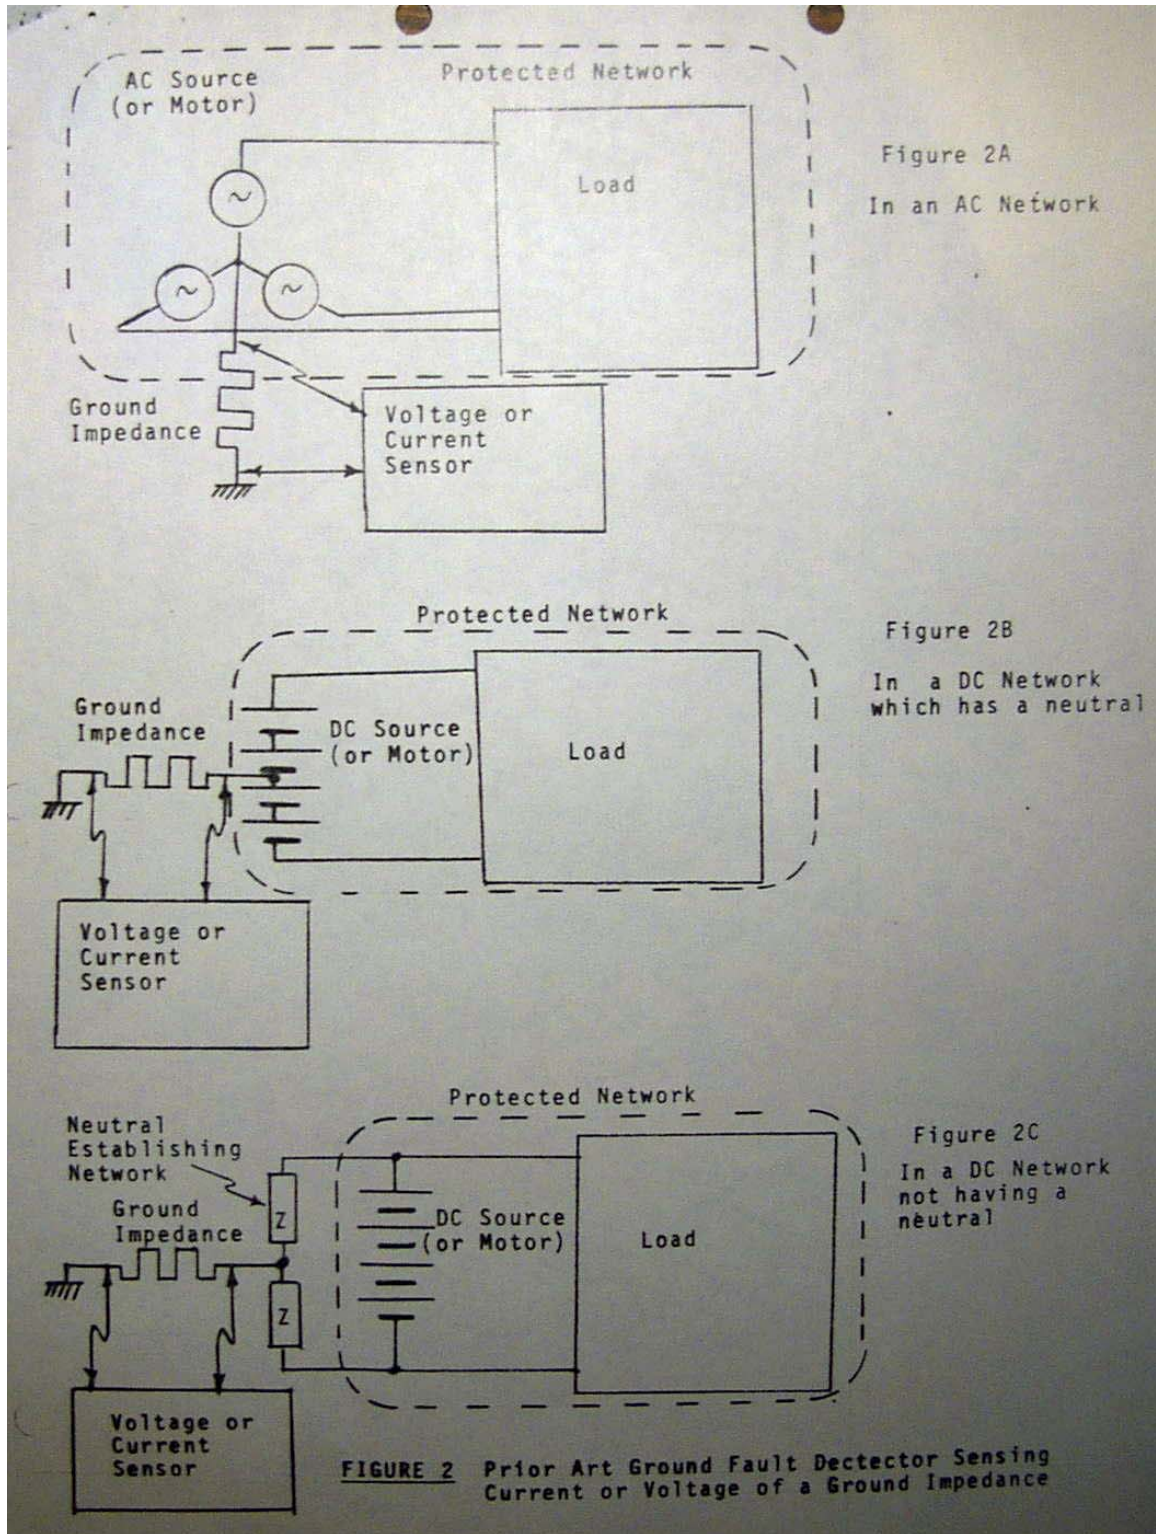 AC Source
(or Motor)
Protected Network
Load
Figure 2A
In an AC Network
Ground
Impedance
Voltage or
Current
Sensor
Protected Network
Figure 2B
In a DC Network
which has a neutral
Ground
Impedance
DC Source
(or Motor)
Load
Voltage or
Current
Sensor
Protected Network
Neutral
Establishing
Network
Figure 2C
In a DC Network
not having a
neutral
Ground
Impedance
Z
DC Source
(or Motor)
Load
Z
Voltage or
Current
Sensor
FIGURE 2 Prior Art Ground Fault Dectector Sensing
Current or Voltage of a Ground Impedance